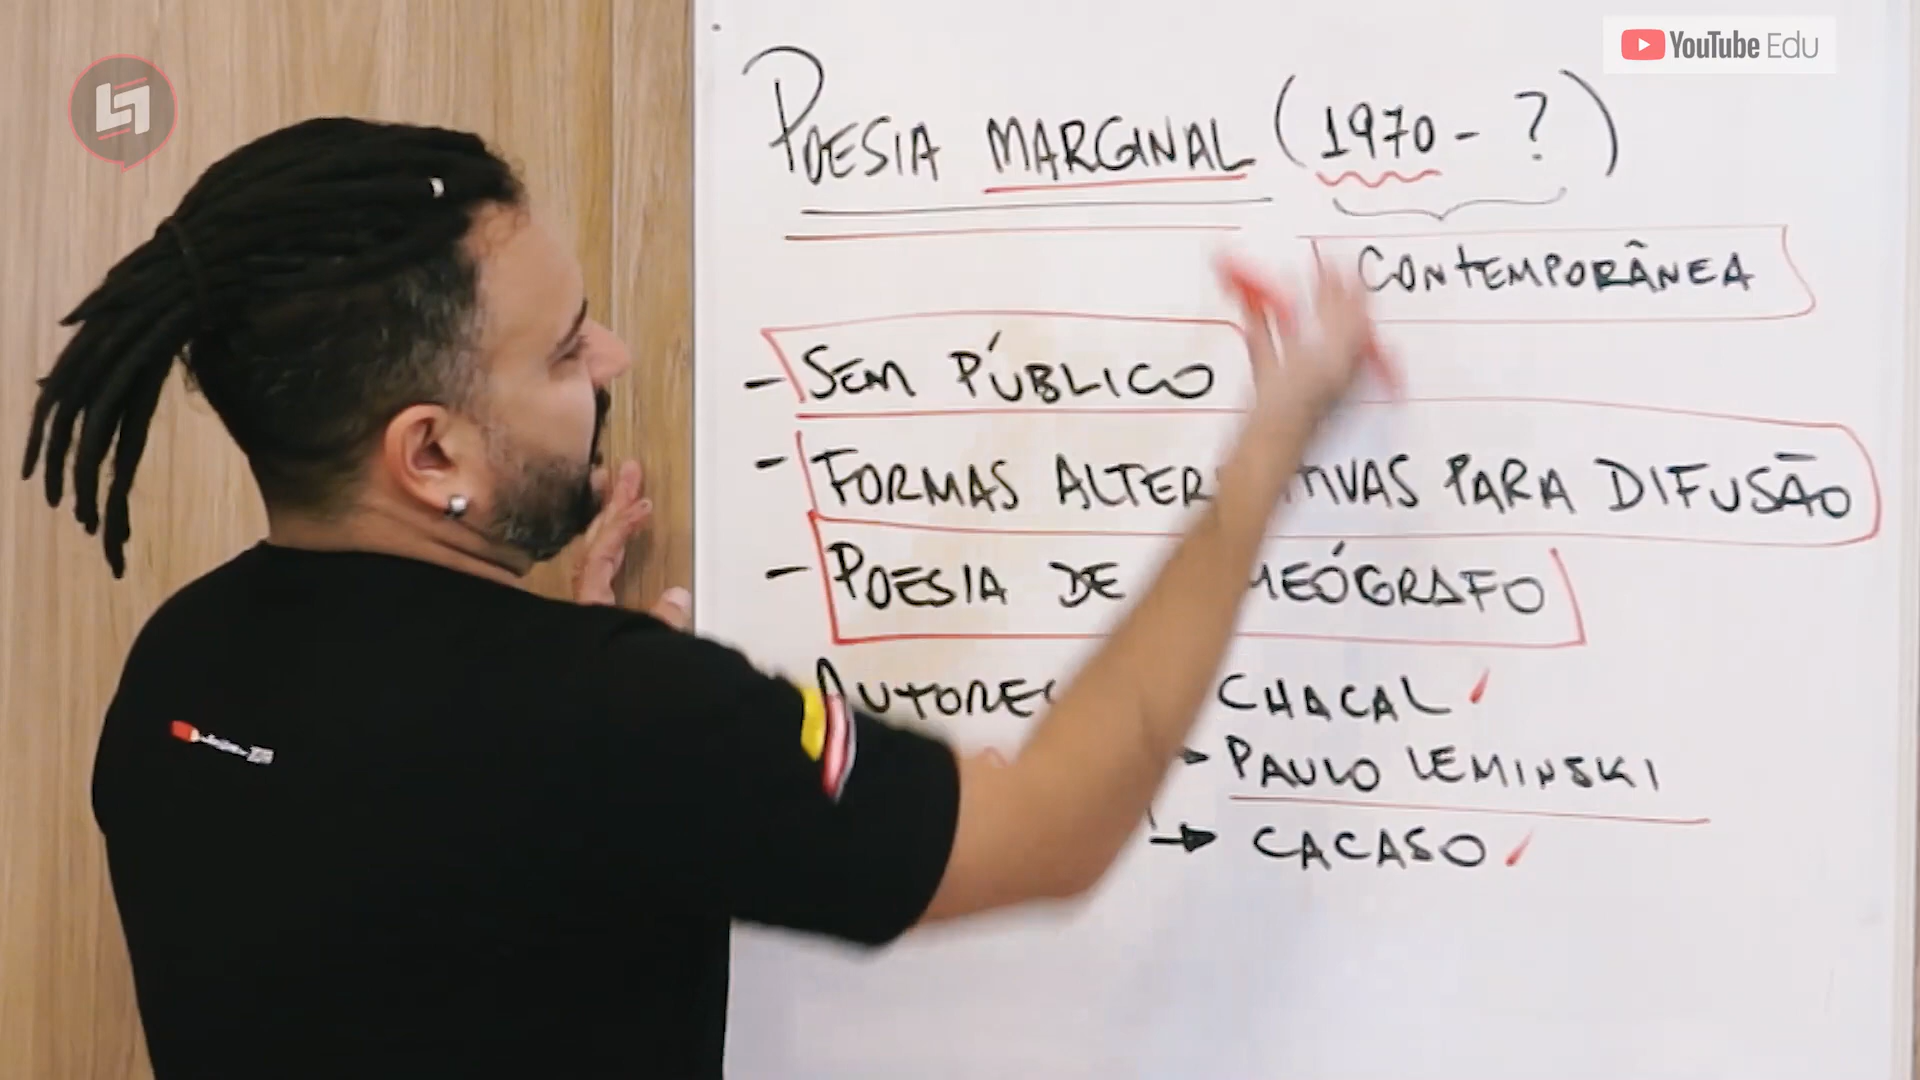 YouTube Edu
POESIA MARGINAL (1970 - ?)
CONTEMPORÂNEA
- SEM PÚBLICO
- FORMAS ALTER TIVAS PARA DIFUSÃO
- POESIA DE MEÓGRAFO
AUTORES CHACAL
PAULO LEMINSKI
CACASO